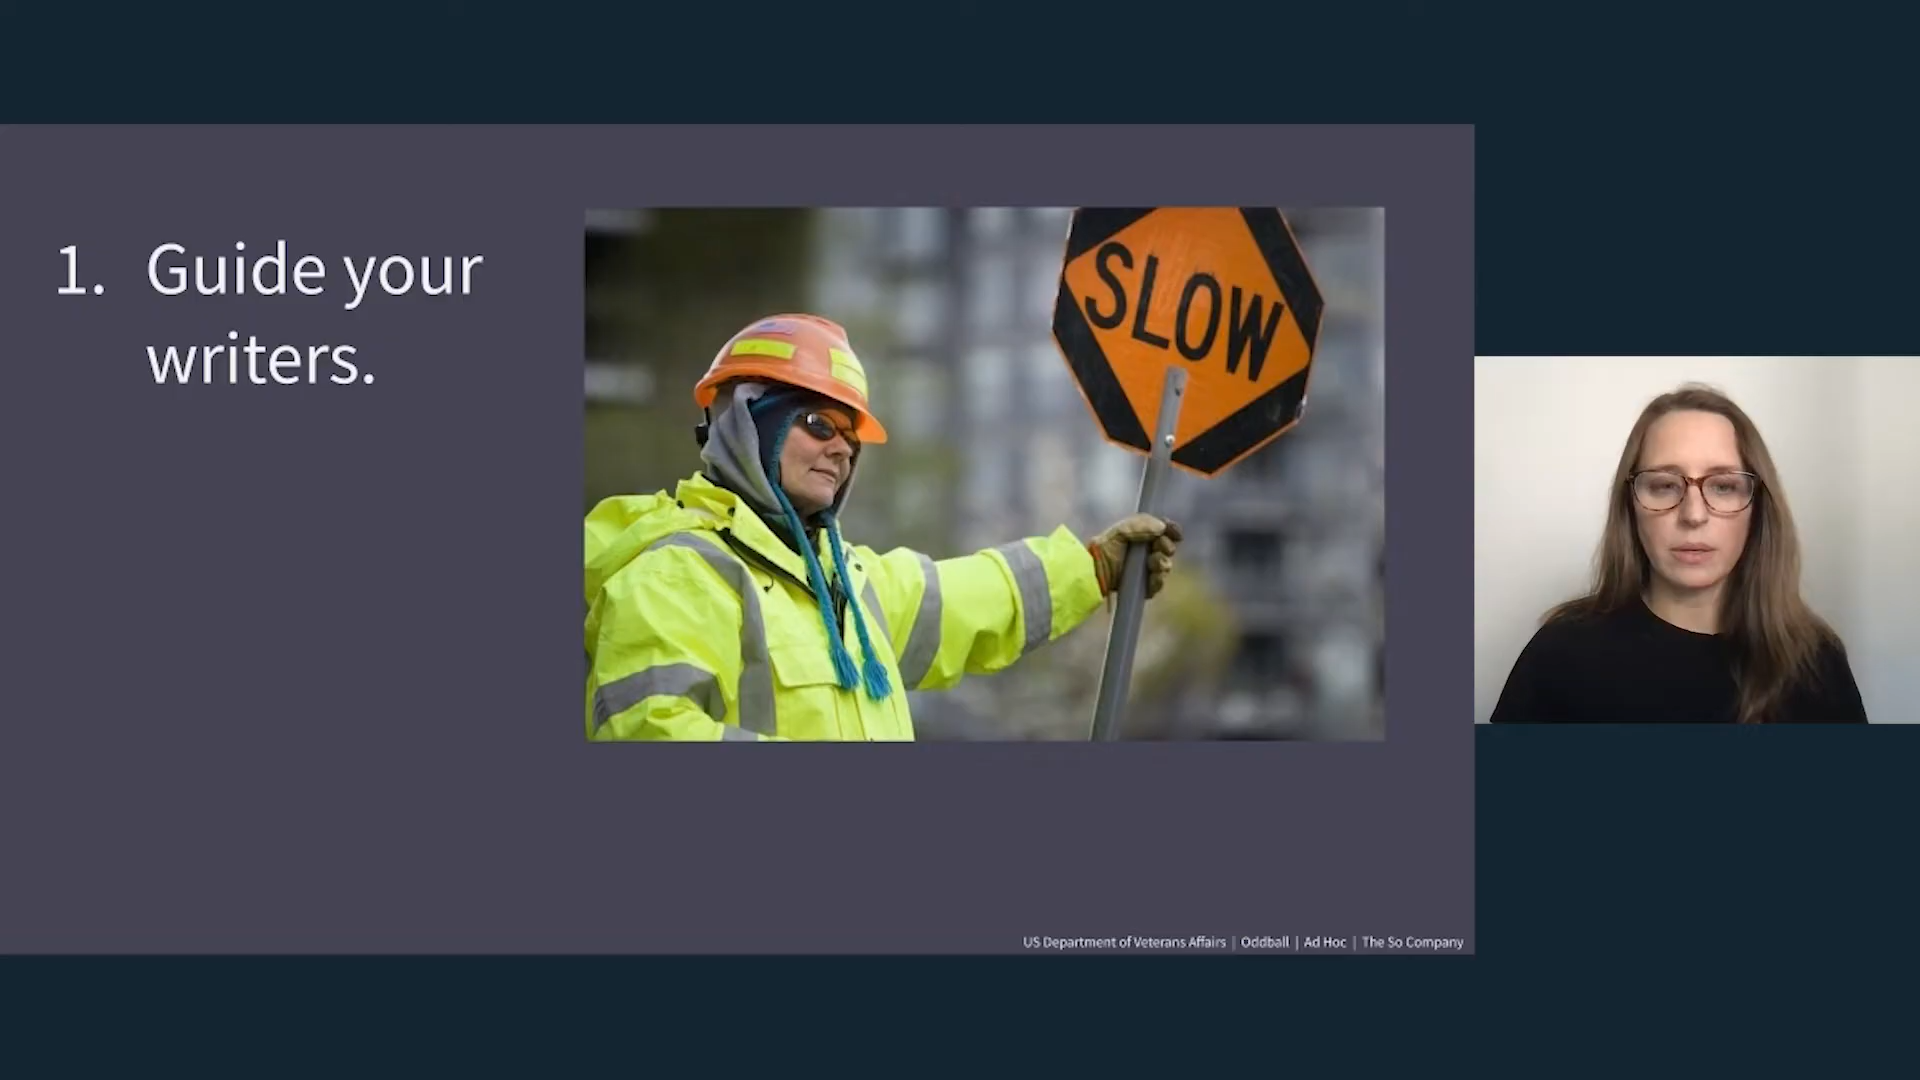 1. Guide your
writers.
SLOW
US Department of Veterans Affairs | Oddball | Ad Hoc | The So Company